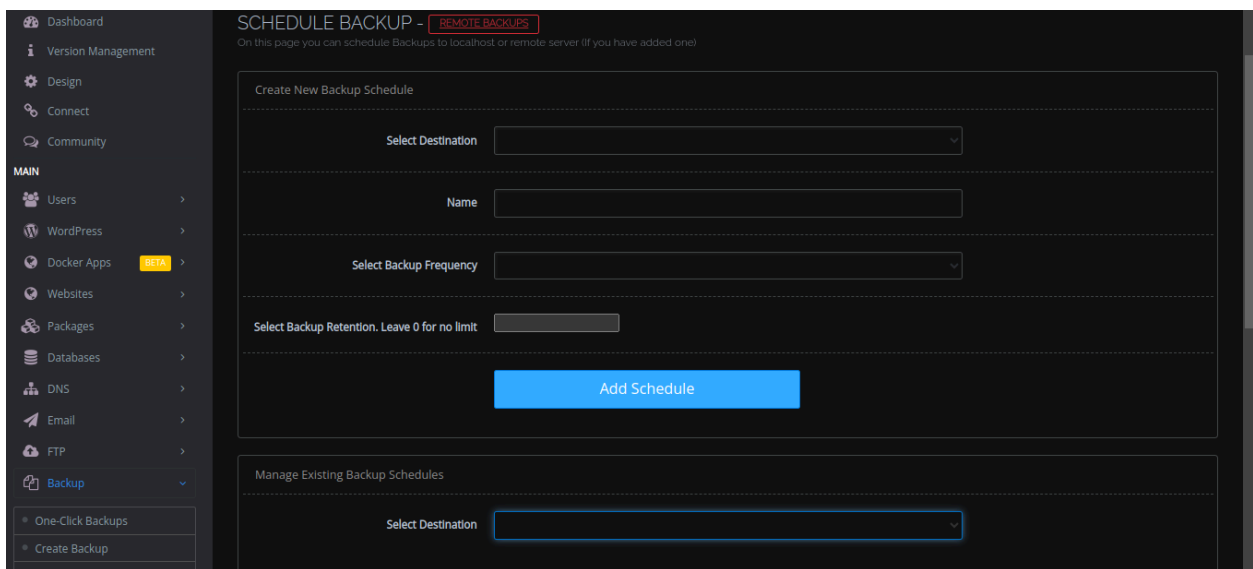 Dashboard
Version Management
Design
Connect
Community
MAIN
Users
WordPress
Docker Apps BETA
Websites
Packages
Databases
DNS
Email
FTP
Backup
One-Click Backups
Create Backup
SCHEDULE BACKUP - REMOTE BACKUPS
On this page you can schedule Backups to localhost or remote server (If you have added one)
Create New Backup Schedule
Select Destination
Name
Select Backup Frequency
Select Backup Retention. Leave 0 for no limit
Add Schedule
Manage Existing Backup Schedules
Select Destination